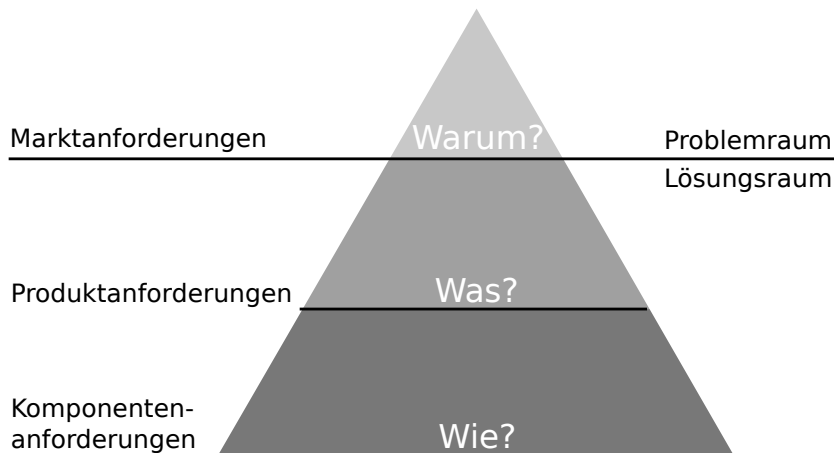 Marktanforderungen
Warum?
Problemraum
Lösungsraum
Produktanforderungen
Was?
Komponenten-
anforderungen
Wie?